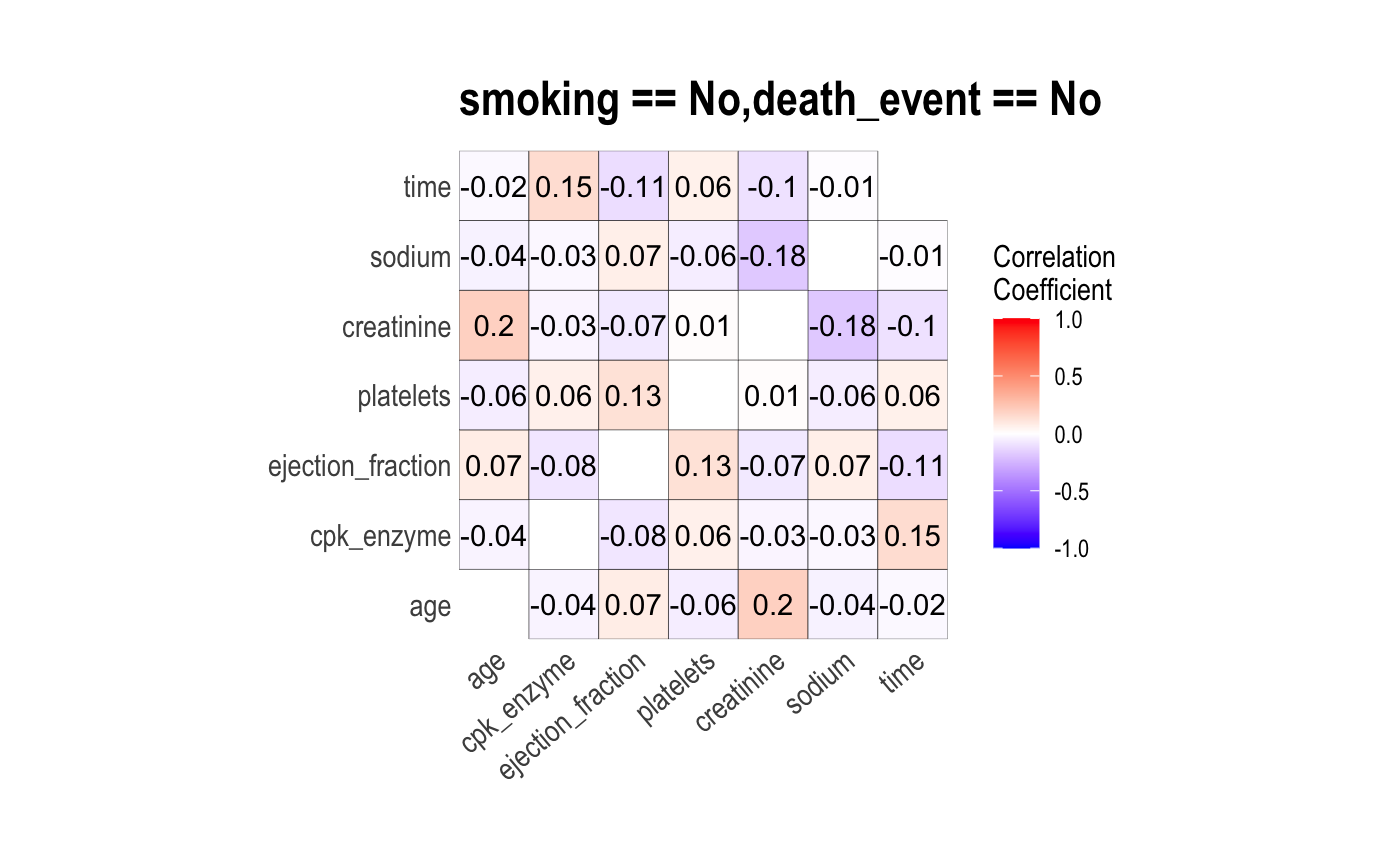 smoking == No,death_event == No
time -0.02 0.15 -0.11 0.06 -0.1 -0.01
sodium -0.04 -0.03 0.07 -0.06 -0.18 -0.01
creatinine 0.2 -0.03 -0.07 0.01 -0.18 -0.1
platelets -0.06 0.06 0.13 0.01 -0.06 0.06
ejection_fraction 0.07 -0.08 0.13 -0.07 0.07 -0.11
cpk_enzyme -0.04 -0.08 0.06 -0.03 -0.03 0.15
age -0.04 0.07 -0.06 0.2 -0.04 -0.02
age cpk_enzyme ejection_fraction platelets creatinine sodium time
Correlation
Coefficient
1.0
0.5
0.0
-0.5
-1.0